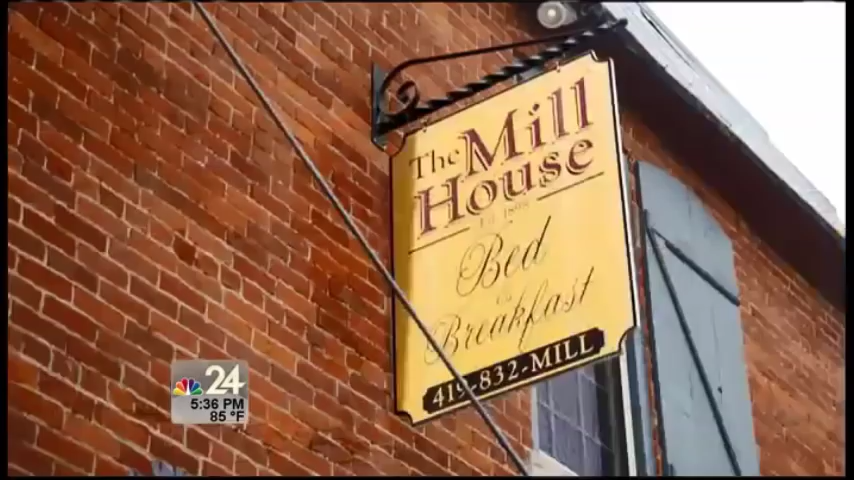 The Mill
House
Bed
&
Breakfast
419-832-MILL
24
5:36 PM
85 °F